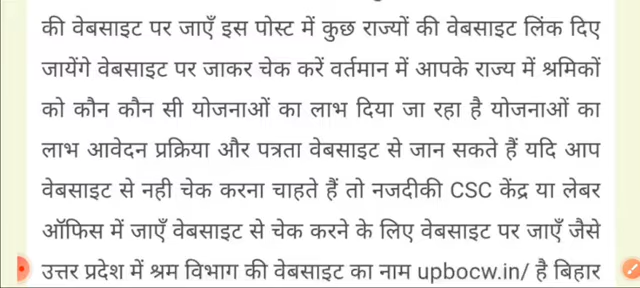 की वेबसाइट पर जाएँ इस पोस्ट में कुछ राज्यों की वेबसाइट लिंक दिए
जायेंगे वेबसाइट पर जाकर चेक करें वर्तमान में आपके राज्य में श्रमिकों
को कौन कौन सी योजनाओं का लाभ दिया जा रहा है योजनाओं का
लाभ आवेदन प्रक्रिया और पत्रता वेबसाइट से जान सकते हैं यदि आप
वेबसाइट से नही चेक करना चाहते हैं तो नजदीकी CSC केंद्र या लेबर
ऑफिस में जाएँ वेबसाइट से चेक करने के लिए वेबसाइट पर जाएँ जैसे
उत्तर प्रदेश में श्रम विभाग की वेबसाइट का नाम upbocw.in/ है बिहार